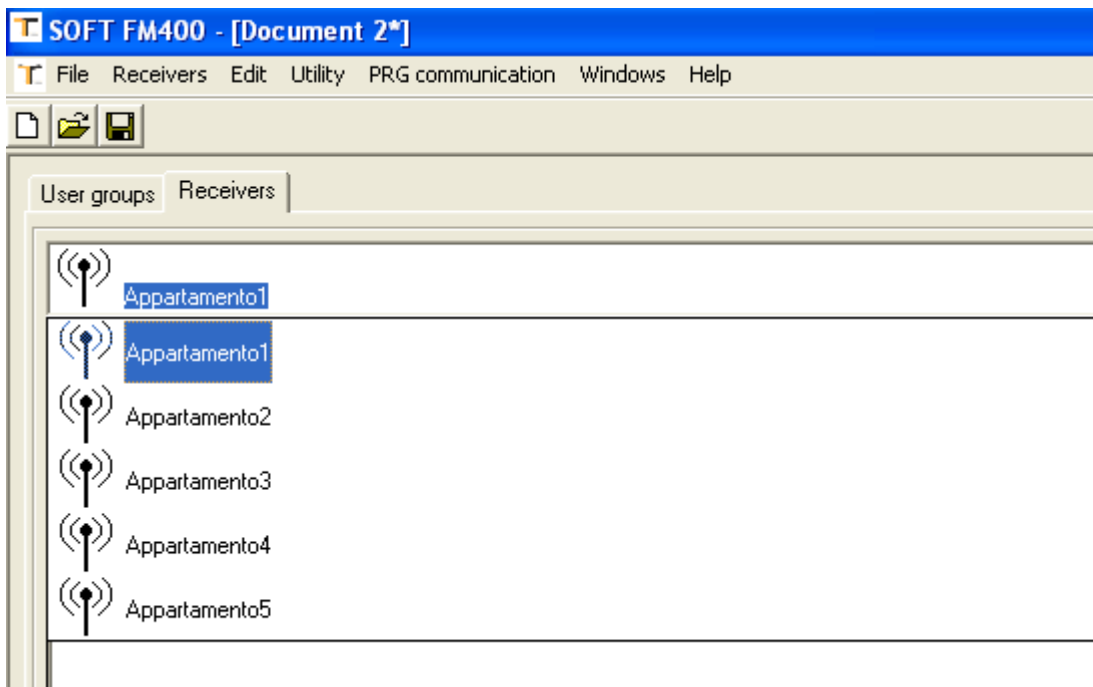 SOFT FM400 - [Document 2*]
File Receivers Edit Utility PRG communication Windows Help
User groups Receivers
Appartamento1
Appartamento1
Appartamento2
Appartamento3
Appartamento4
Appartamento5